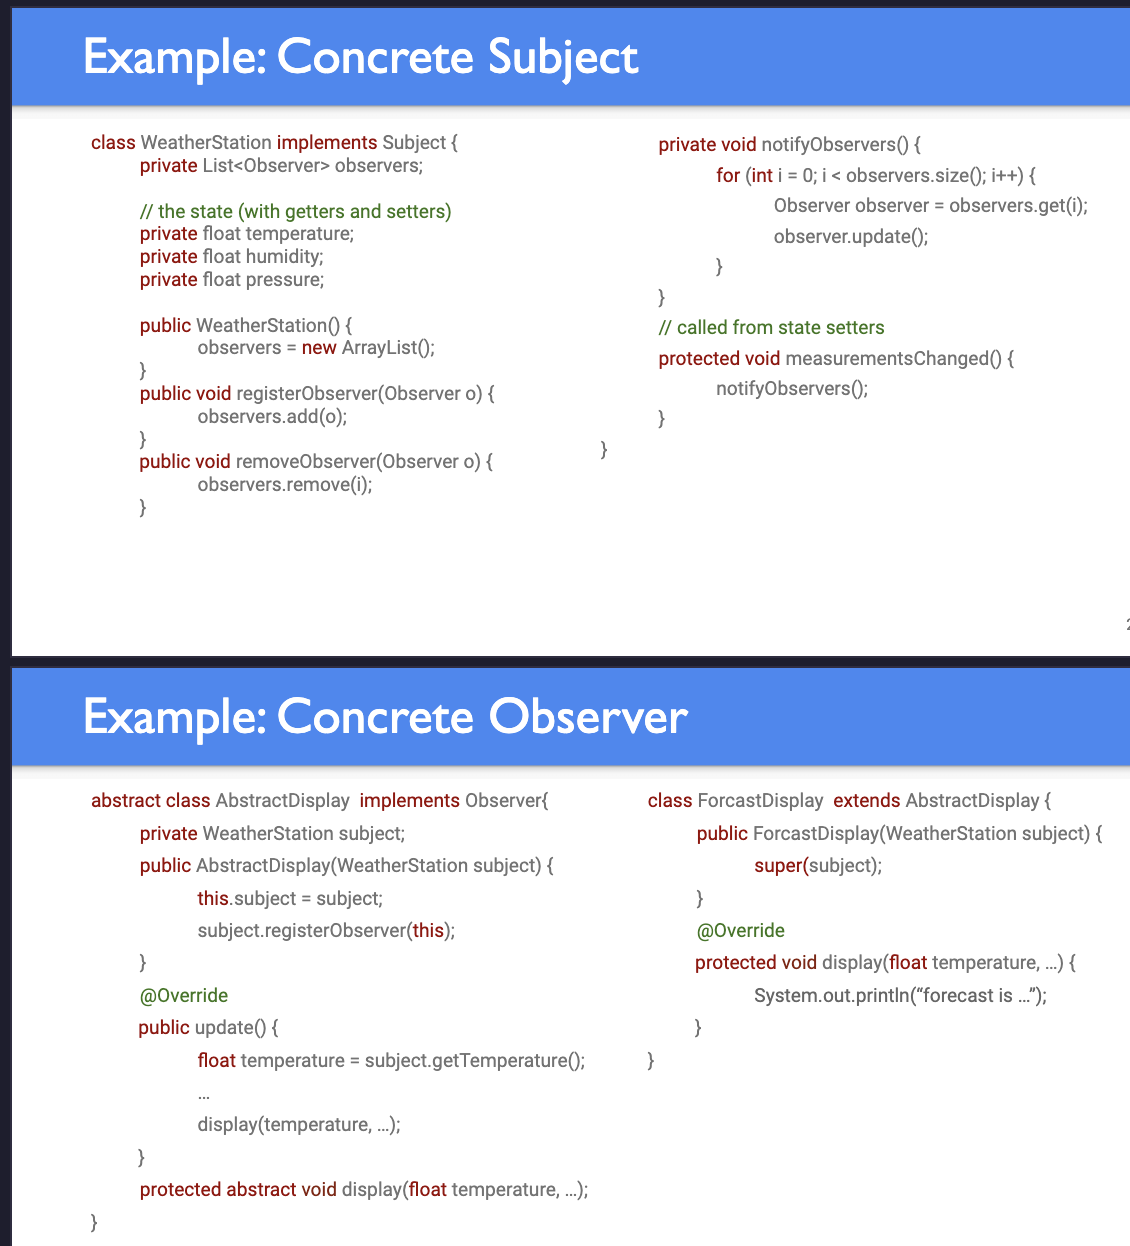 Example: Concrete Subject
class WeatherStation implements Subject {
private List<Observer> observers;
// the state (with getters and setters)
private float temperature;
private float humidity;
private float pressure;
public WeatherStation() {
observers = new ArrayList();
}
public void registerObserver(Observer o) {
observers.add(o);
}
public void removeObserver(Observer o) {
observers.remove(i);
}
private void notifyObservers() {
for (int i = 0; i < observers.size(); i++) {
Observer observer = observers.get(i);
observer.update();
}
}
// called from state setters
protected void measurementsChanged() {
notifyObservers();
}
}
Example: Concrete Observer
abstract class AbstractDisplay  implements Observer{
private WeatherStation subject;
public AbstractDisplay(WeatherStation subject) {
this.subject = subject;
subject.registerObserver(this);
}
@Override
public update() {
float temperature = subject.getTemperature();
…
display(temperature, …);
}
protected abstract void display(float temperature, …);
}
class ForcastDisplay  extends AbstractDisplay {
public ForcastDisplay(WeatherStation subject) {
super(subject);
}
@Override
protected void display(float temperature, …) {
System.out.println(“forecast is …”);
}
}